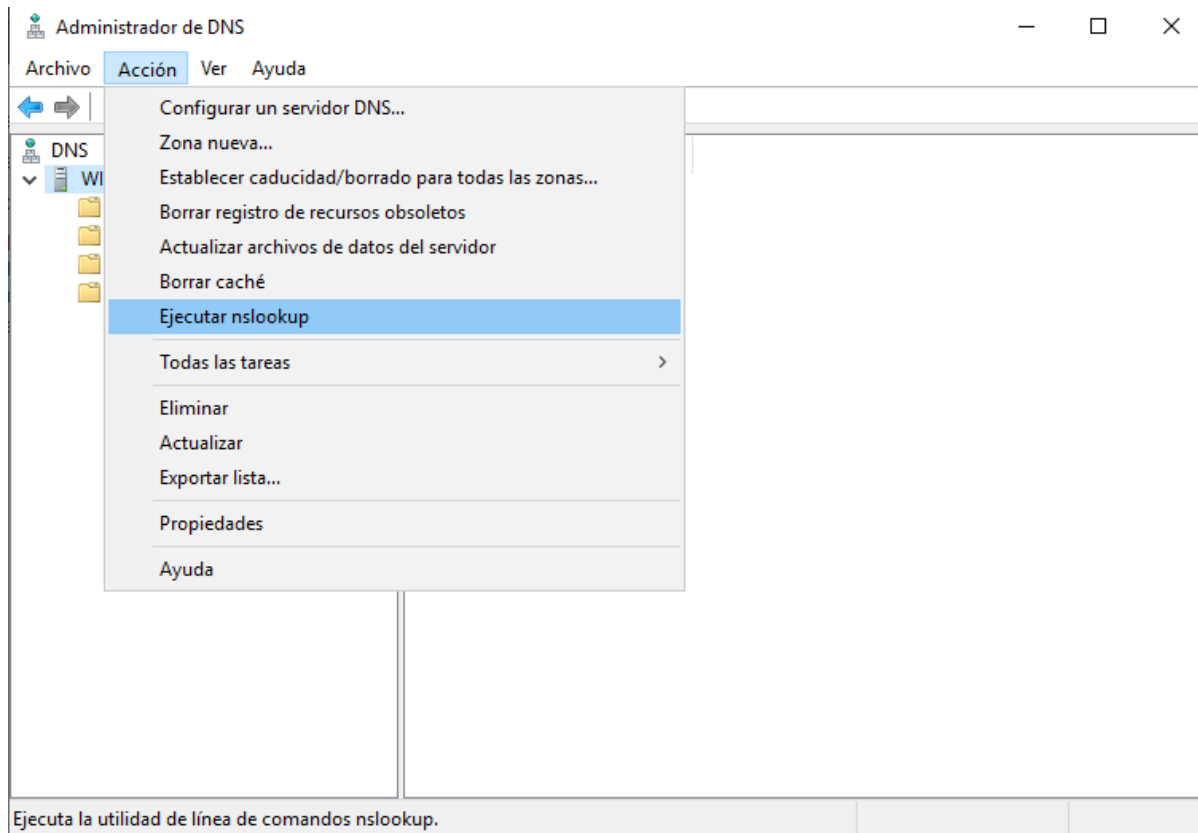 Administrador de DNS
Archivo Acción Ver Ayuda
Configurar un servidor DNS...
DNS
Zona nueva...
WI
Establecer caducidad/borrado para todas las zonas...
Borrar registro de recursos obsoletos
Actualizar archivos de datos del servidor
Borrar caché
Ejecutar nslookup
Todas las tareas
Eliminar
Actualizar
Exportar lista...
Propiedades
Ayuda
Ejecuta la utilidad de línea de comandos nslookup.